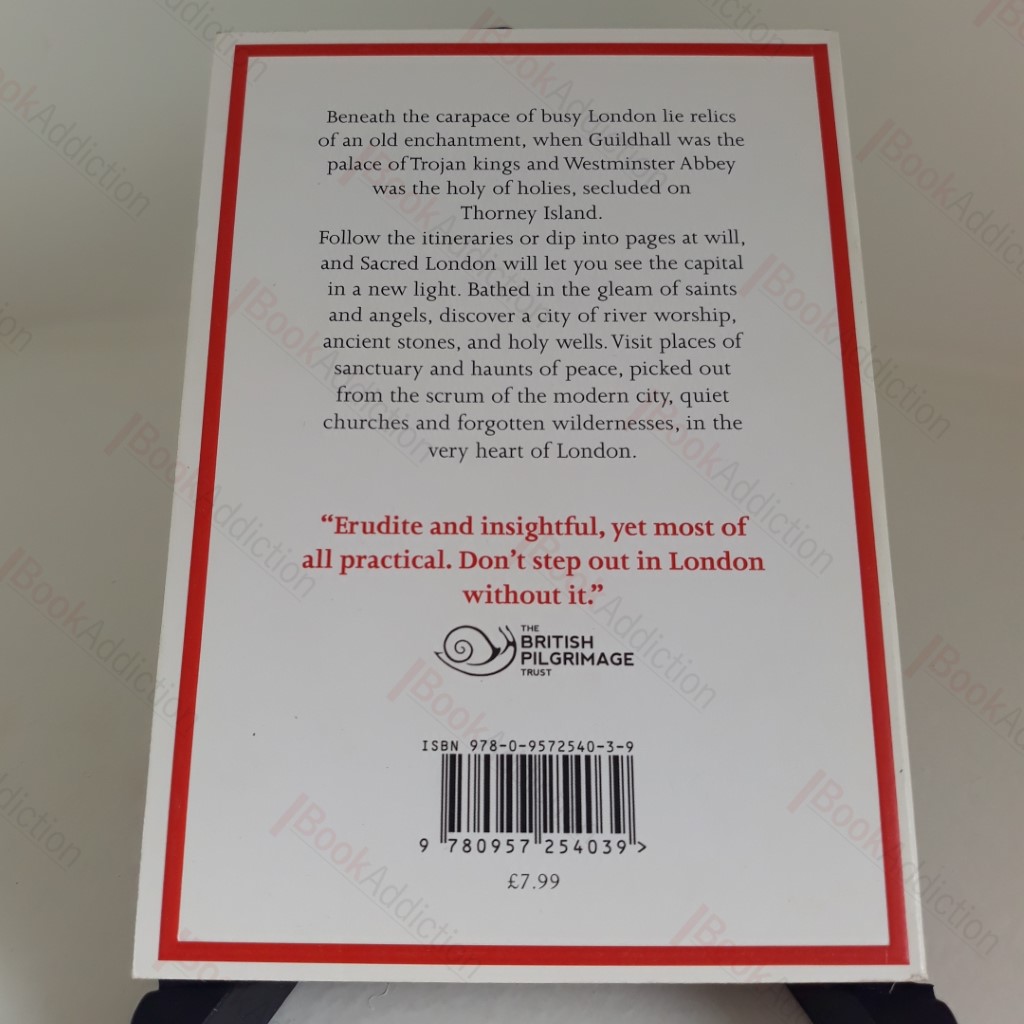 Beneath the carapace of busy London lie relics
of an old enchantment, when Guildhall was the
palace of Trojan kings and Westminster Abbey
was the holy of holies, secluded on
Thorney Island.
Follow the itineraries or dip into pages at will,
and Sacred London will let you see the capital
in a new light. Bathed in the gleam of saints
and angels, discover a city of river worship,
ancient stones, and holy wells. Visit places of
sanctuary and haunts of peace, picked out
from the scrum of the modern city, quiet
churches and forgotten wildernesses, in the
very heart of London.
“Erudite and insightful, yet most of
all practical. Don’t step out in London
without it.”
THE
BRITISH
PILGRIMAGE
TRUST
ISBN 978-0-9572540-3-9
9 780957 254039 >
£7.99
BookAddiction